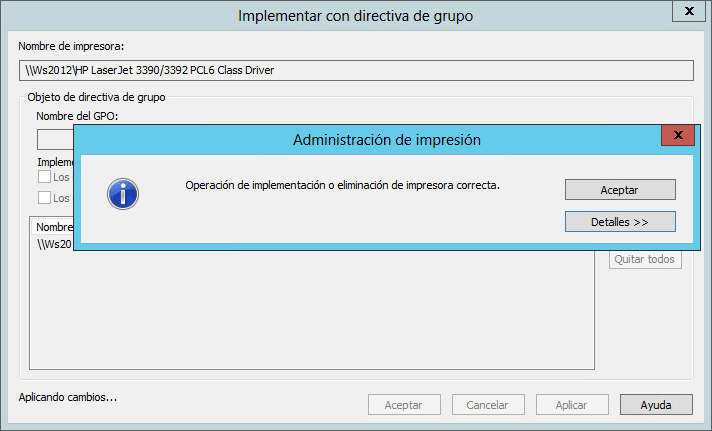 Implementar con directiva de grupo
x
Nombre de impresora:
\\Ws2012\HP LaserJet 3390/3392 PCL6 Class Driver
Objeto de directiva de grupo
Nombre del GPO:
Administración de impresión
x
Impleme
Los
Los
Operación de implementación o eliminación de impresora correcta.
Aceptar
Detalles >>
Nombre
\\Ws20
Quitar todos
Aplicando cambios...
Aceptar
Cancelar
Aplicar
Ayuda